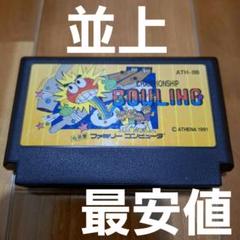 並上
ATH-9B
CHAMPIONSHIP
BOWLING
ファミリー コンピュータ
© ATHENA 1991
最安値